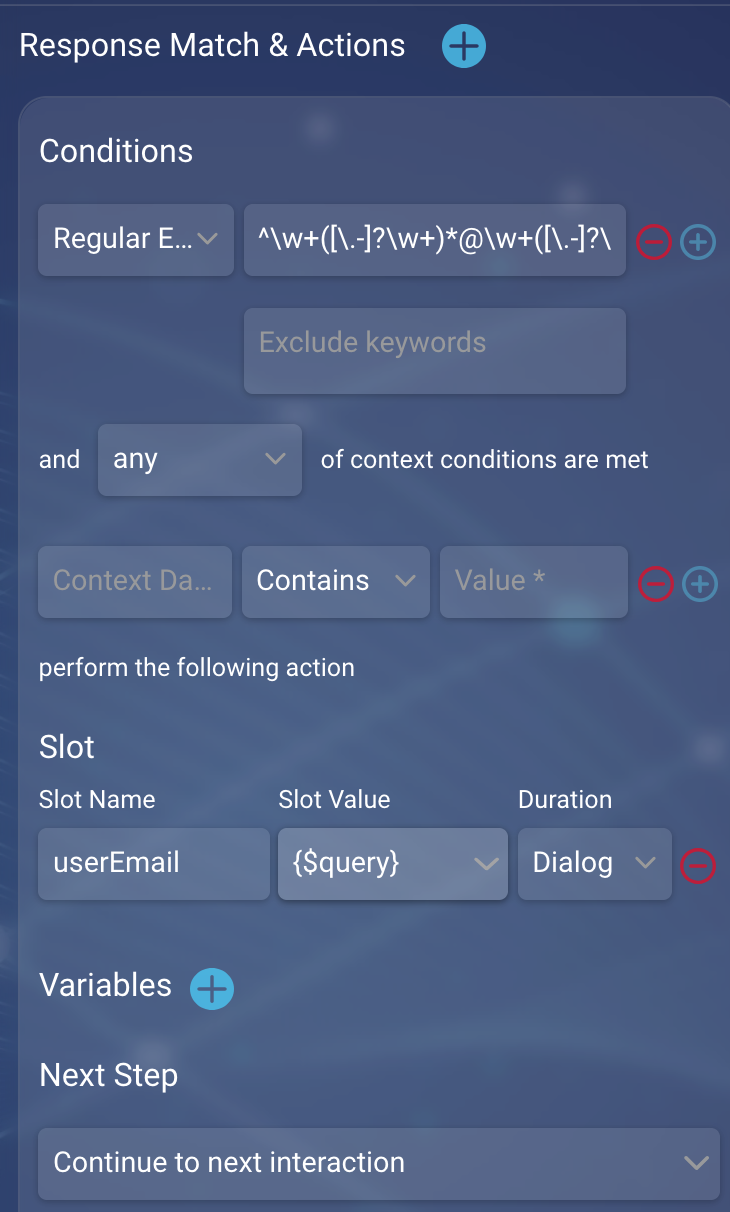 Response Match & Actions
Conditions
Regular E... ^\w+([\.-]?\w+)*@\w+([\.-]?\
Exclude keywords
and any of context conditions are met
Context Da... Contains Value *
perform the following action
Slot
Slot Name Slot Value Duration
userEmail {$query} Dialog
Variables
Next Step
Continue to next interaction